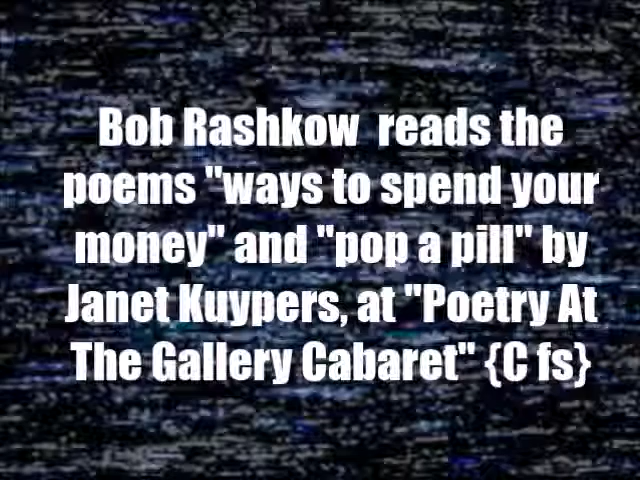 Bob Rashkow  reads the
poems "ways to spend your
money" and "pop a pill" by
Janet Kuypers, at "Poetry At
The Gallery Cabaret" {C fs}